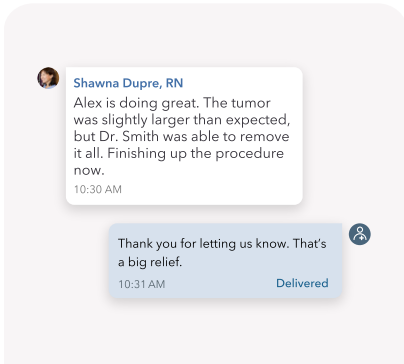 Shawna Dupre, RN
Alex is doing great. The tumor
was slightly larger than expected,
but Dr. Smith was able to remove
it all. Finishing up the procedure
now.
10:30 AM
Thank you for letting us know. That's
a big relief.
10:31 AM Delivered